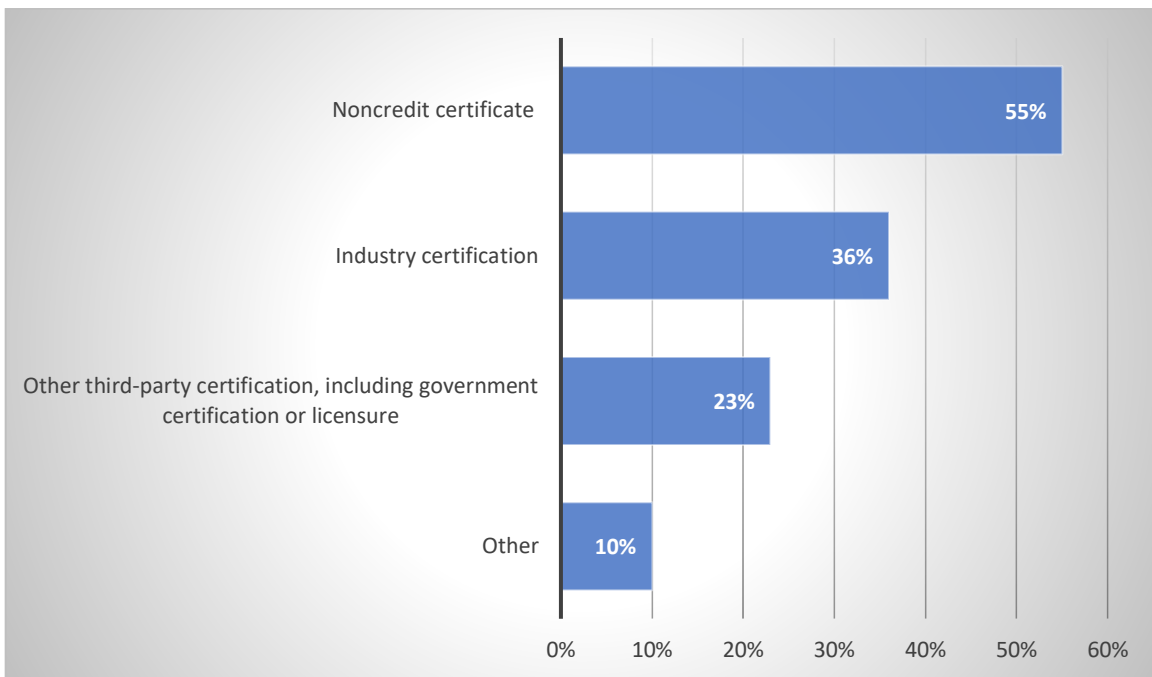 Noncredit certificate
55%
Industry certification
36%
Other third-party certification, including government
certification or licensure
23%
Other
10%
0% 10% 20% 30% 40% 50% 60%